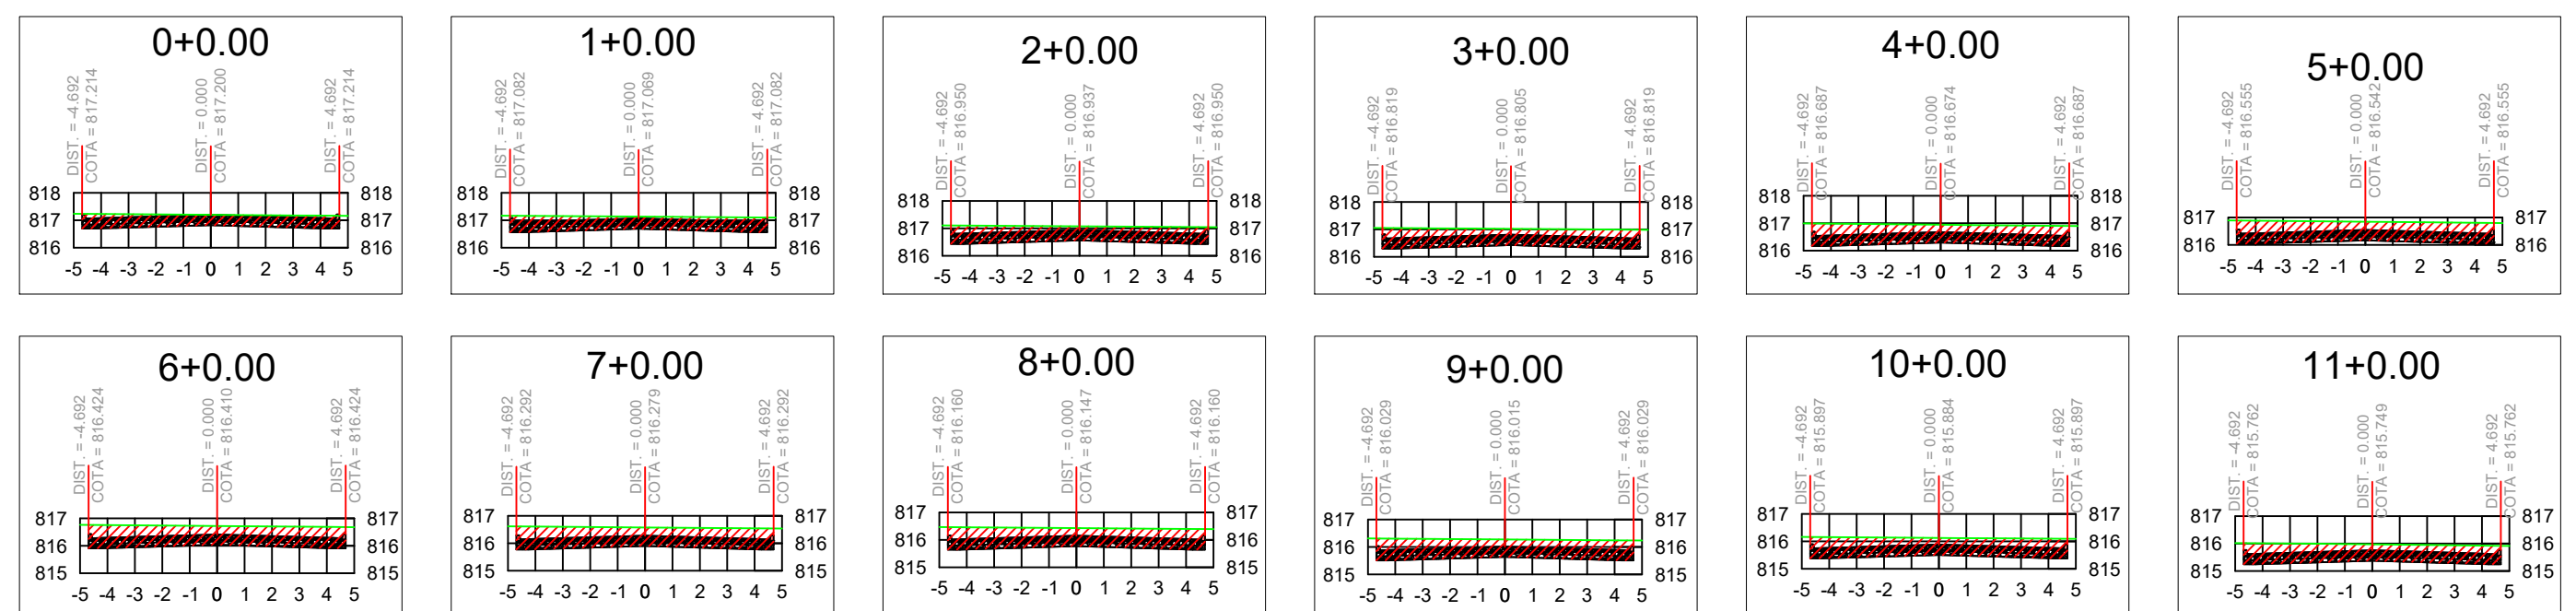 0+0.00
DIST. = -4.692
COTA = 817.214
DIST. = 0.000
COTA = 817.200
DIST. = 4.692
COTA = 817.214
818 818
817 817
816 816
-5 -4 -3 -2 -1 0 1 2 3 4 5
1+0.00
DIST. = -4.692
COTA = 817.082
DIST. = 0.000
COTA = 817.069
DIST. = 4.692
COTA = 817.082
818 818
817 817
816 816
-5 -4 -3 -2 -1 0 1 2 3 4 5
2+0.00
DIST. = -4.692
COTA = 816.950
DIST. = 0.000
COTA = 816.937
DIST. = 4.692
COTA = 816.950
818 818
817 817
816 816
-5 -4 -3 -2 -1 0 1 2 3 4 5
3+0.00
DIST. = -4.692
COTA = 816.819
DIST. = 0.000
COTA = 816.805
DIST. = 4.692
COTA = 816.819
818 818
817 817
816 816
-5 -4 -3 -2 -1 0 1 2 3 4 5
4+0.00
DIST. = -4.692
COTA = 816.687
DIST. = 0.000
COTA = 816.674
DIST. = 4.692
COTA = 816.687
818 818
817 817
816 816
-5 -4 -3 -2 -1 0 1 2 3 4 5
5+0.00
DIST. = -4.692
COTA = 816.555
DIST. = 0.000
COTA = 816.542
DIST. = 4.692
COTA = 816.555
817 817
816 816
-5 -4 -3 -2 -1 0 1 2 3 4 5
6+0.00
DIST. = -4.692
COTA = 816.424
DIST. = 0.000
COTA = 816.410
DIST. = 4.692
COTA = 816.424
817 817
816 816
815 815
-5 -4 -3 -2 -1 0 1 2 3 4 5
7+0.00
DIST. = -4.692
COTA = 816.292
DIST. = 0.000
COTA = 816.279
DIST. = 4.692
COTA = 816.292
817 817
816 816
815 815
-5 -4 -3 -2 -1 0 1 2 3 4 5
8+0.00
DIST. = -4.692
COTA = 816.160
DIST. = 0.000
COTA = 816.147
DIST. = 4.692
COTA = 816.160
817 817
816 816
815 815
-5 -4 -3 -2 -1 0 1 2 3 4 5
9+0.00
DIST. = -4.692
COTA = 816.029
DIST. = 0.000
COTA = 816.015
DIST. = 4.692
COTA = 816.029
817 817
816 816
815 815
-5 -4 -3 -2 -1 0 1 2 3 4 5
10+0.00
DIST. = -4.692
COTA = 815.897
DIST. = 0.000
COTA = 815.884
DIST. = 4.692
COTA = 815.897
817 817
816 816
815 815
-5 -4 -3 -2 -1 0 1 2 3 4 5
11+0.00
DIST. = -4.692
COTA = 815.762
DIST. = 0.000
COTA = 815.749
DIST. = 4.692
COTA = 815.762
817 817
816 816
815 815
-5 -4 -3 -2 -1 0 1 2 3 4 5